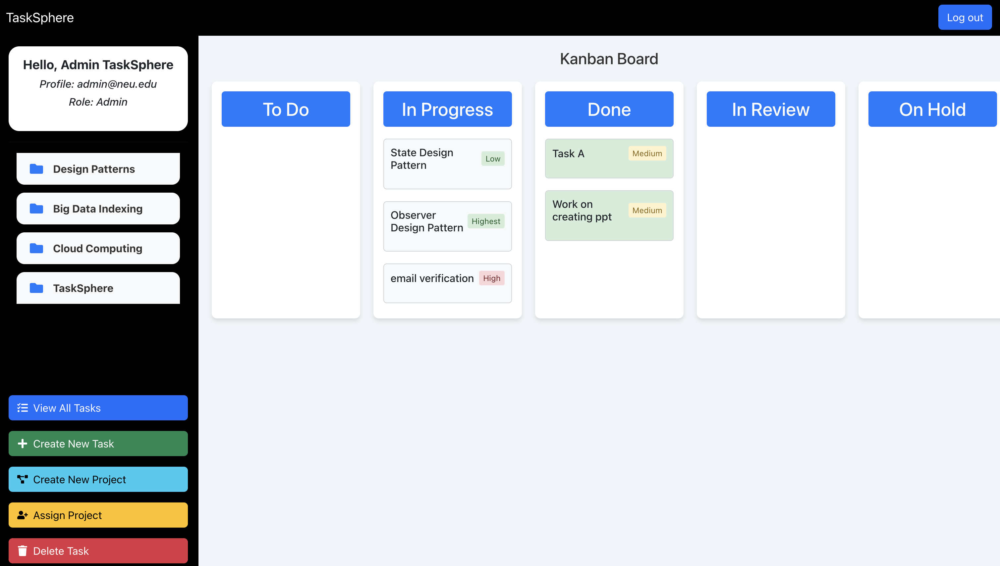 TaskSphere
Log out
Hello, Admin TaskSphere
Profile: admin@neu.edu
Role: Admin
Design Patterns
Big Data Indexing
Cloud Computing
TaskSphere
View All Tasks
Create New Task
Create New Project
Assign Project
Delete Task
Kanban Board
To Do
In Progress
State Design
Pattern
Low
Observer
Design Pattern
Highest
email verification
High
Done
Task A
Medium
Work on
creating ppt
Medium
In Review
On Hold